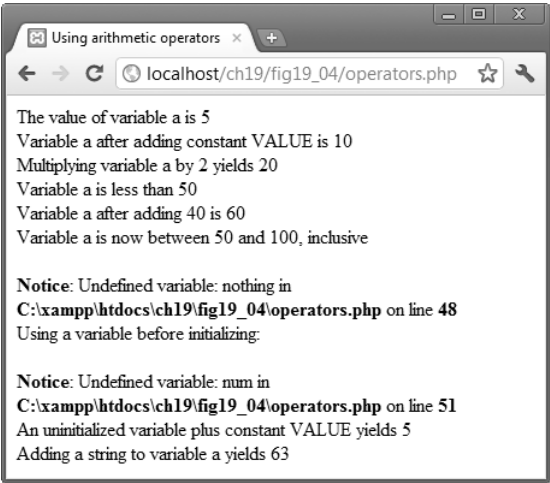 Using arithmetic operators
localhost/ch19/fig19_04/operators.php
The value of variable a is 5
Variable a after adding constant VALUE is 10
Multiplying variable a by 2 yields 20
Variable a is less than 50
Variable a after adding 40 is 60
Variable a is now between 50 and 100, inclusive
Notice: Undefined variable: nothing in
C:\xampp\htdocs\ch19\fig19_04\operators.php on line 48
Using a variable before initializing:
Notice: Undefined variable: num in
C:\xampp\htdocs\ch19\fig19_04\operators.php on line 51
An uninitialized variable plus constant VALUE yields 5
Adding a string to variable a yields 63